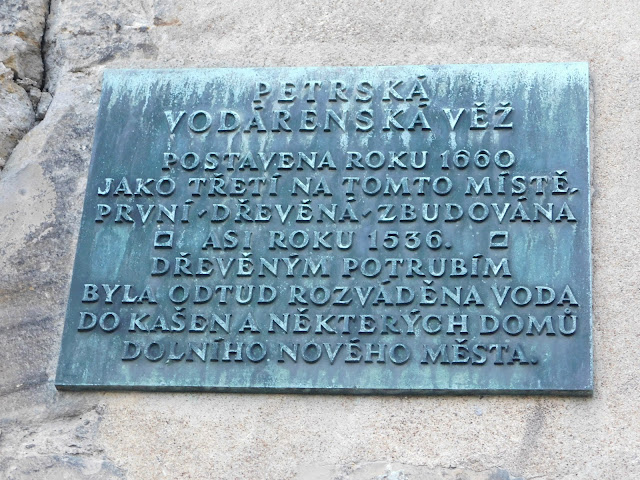 PETRSKÁ
VODÁRENSKÁ VĚŽ
POSTAVENA ROKU 1660
JAKO TŘETÍ NA TOMTO MÍSTĚ,
PRVNÍ - DŘEVĚNÁ - ZBUDOVÁNA
ASI ROKU 1536.
DŘEVĚNÝM POTRUBÍM
BYLA ODTUD ROZVÁDĚNA VODA
DO KAŠEN A NĚKTERÝCH DOMŮ
DOLNÍHO NOVÉHO MĚSTA.